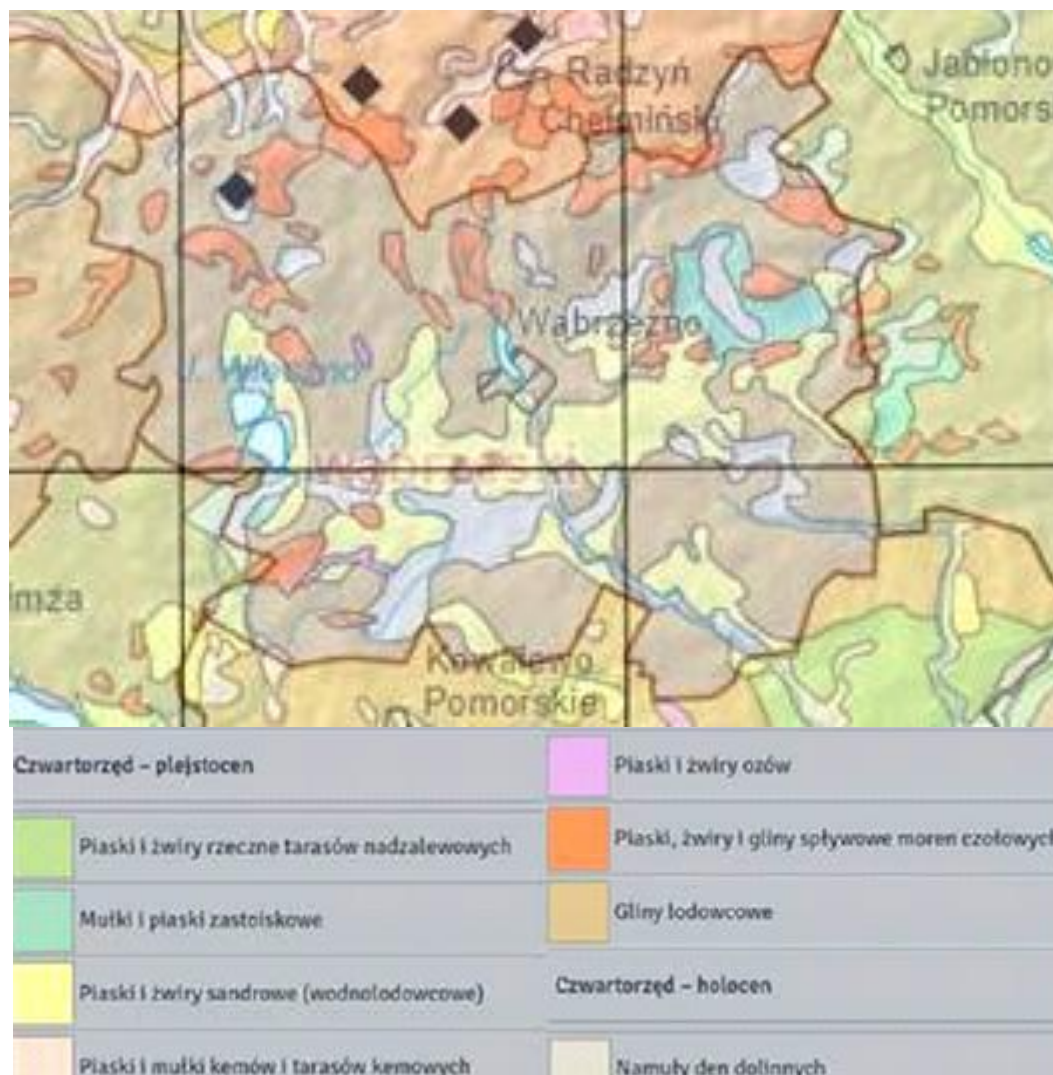 Radzyń
Chełmiński
Jabłono
Pomors
Wąbrzeźno
mza
Kowalewo
Pomorskie
Czwartorzęd – plejstocen
Piaski i żwiry rzeczne tarasów nadzalewowych
Mułki i piaski zastoiskowe
Piaski i żwiry sandrowe (wodnolodowcowe)
Piaski i mułki kemów i tarasów kemowych
Piaski i żwiry ozów
Piaski, żwiry i gliny spływowe moren czołowych
Gliny lodowcowe
Czwartorzęd – holocen
Namuły den dolinnych